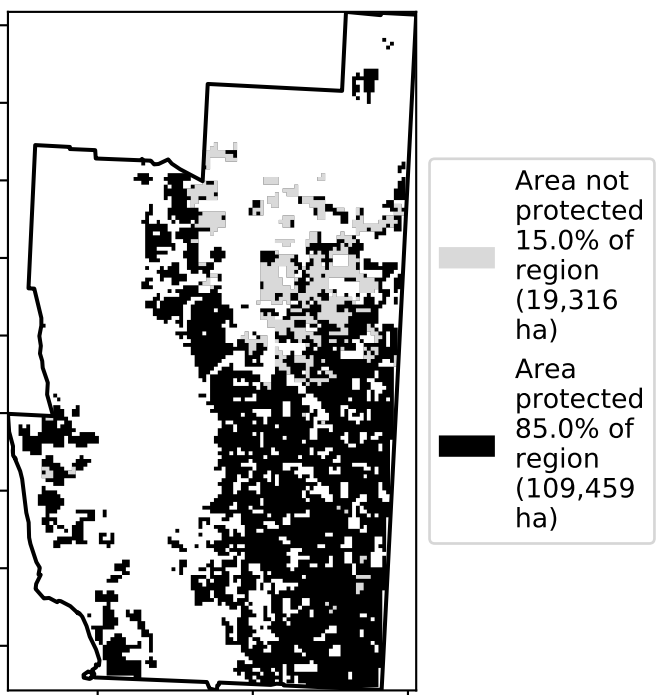 Area not
protected
15.0% of
region
(19,316
ha)
Area
protected
85.0% of
region
(109,459
ha)